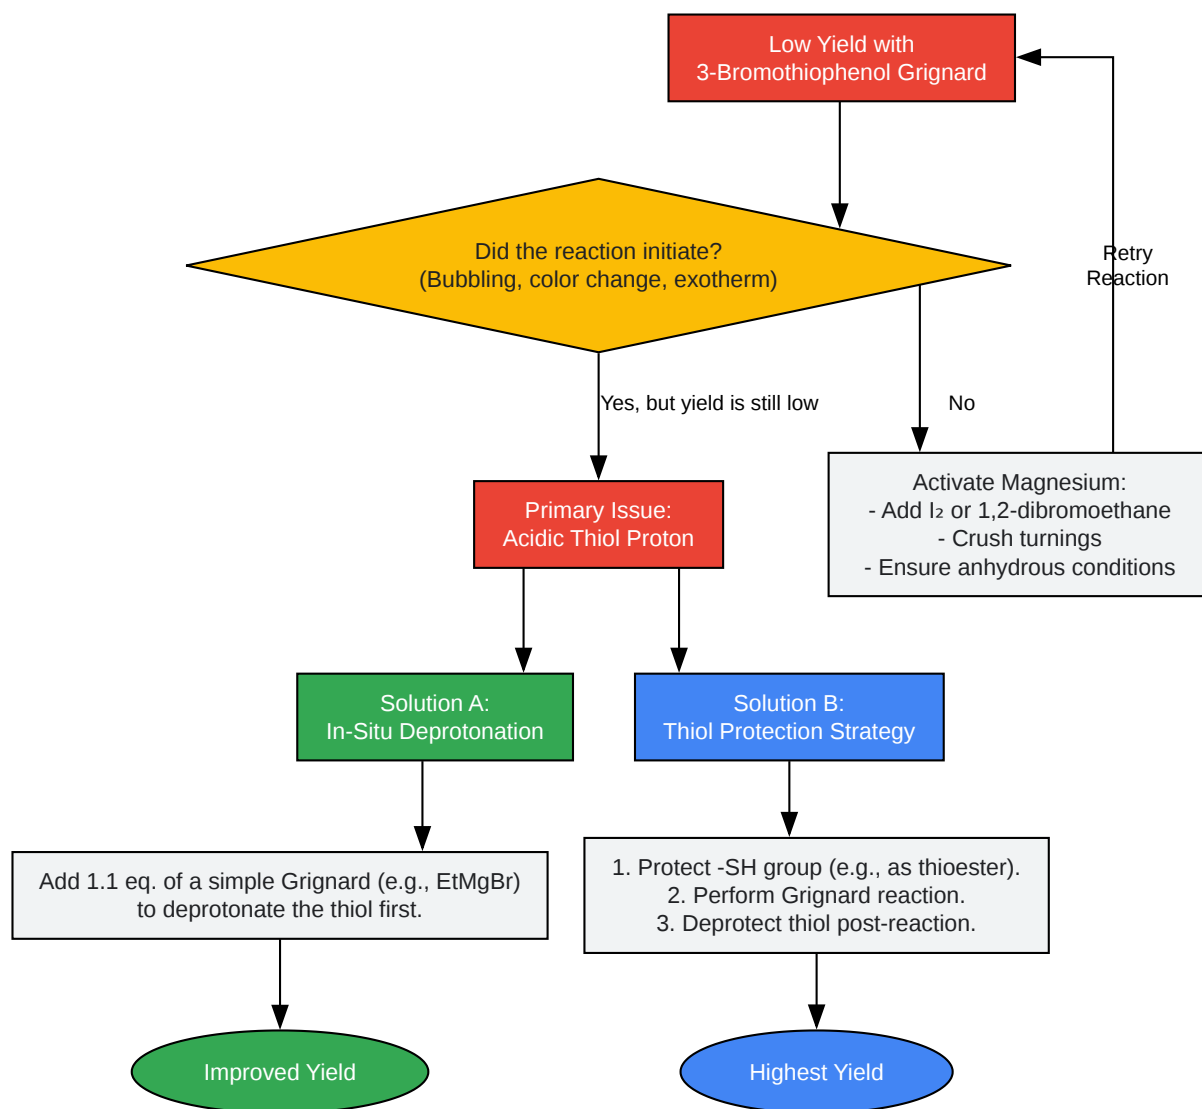 Low Yield with
3-Bromothiophenol Grignard
Did the reaction initiate?
(Bubbling, color change, exotherm)
Retry
Reaction
Yes, but yield is still low
No
Activate Magnesium:
- Add I₂ or 1,2-dibromoethane
- Crush turnings
- Ensure anhydrous conditions
Primary Issue:
Acidic Thiol Proton
Solution A:
In-Situ Deprotonation
Solution B:
Thiol Protection Strategy
Add 1.1 eq. of a simple Grignard (e.g., EtMgBr)
to deprotonate the thiol first.
1. Protect -SH group (e.g., as thioester).
2. Perform Grignard reaction.
3. Deprotect thiol post-reaction.
Improved Yield
Highest Yield